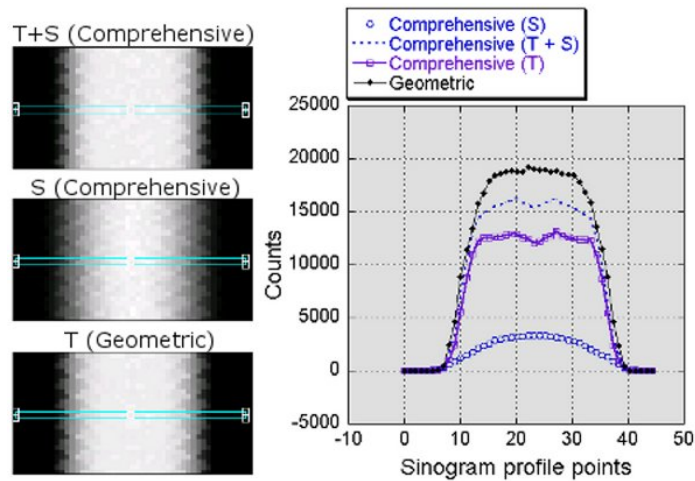 T+S (Comprehensive)
S (Comprehensive)
T (Geometric)
Comprehensive (S)
Comprehensive (T + S)
Comprehensive (T)
Geometric
25000
20000
15000
10000
5000
0
-5000
Counts
-10
0
10
20
30
40
50
Sinogram profile points